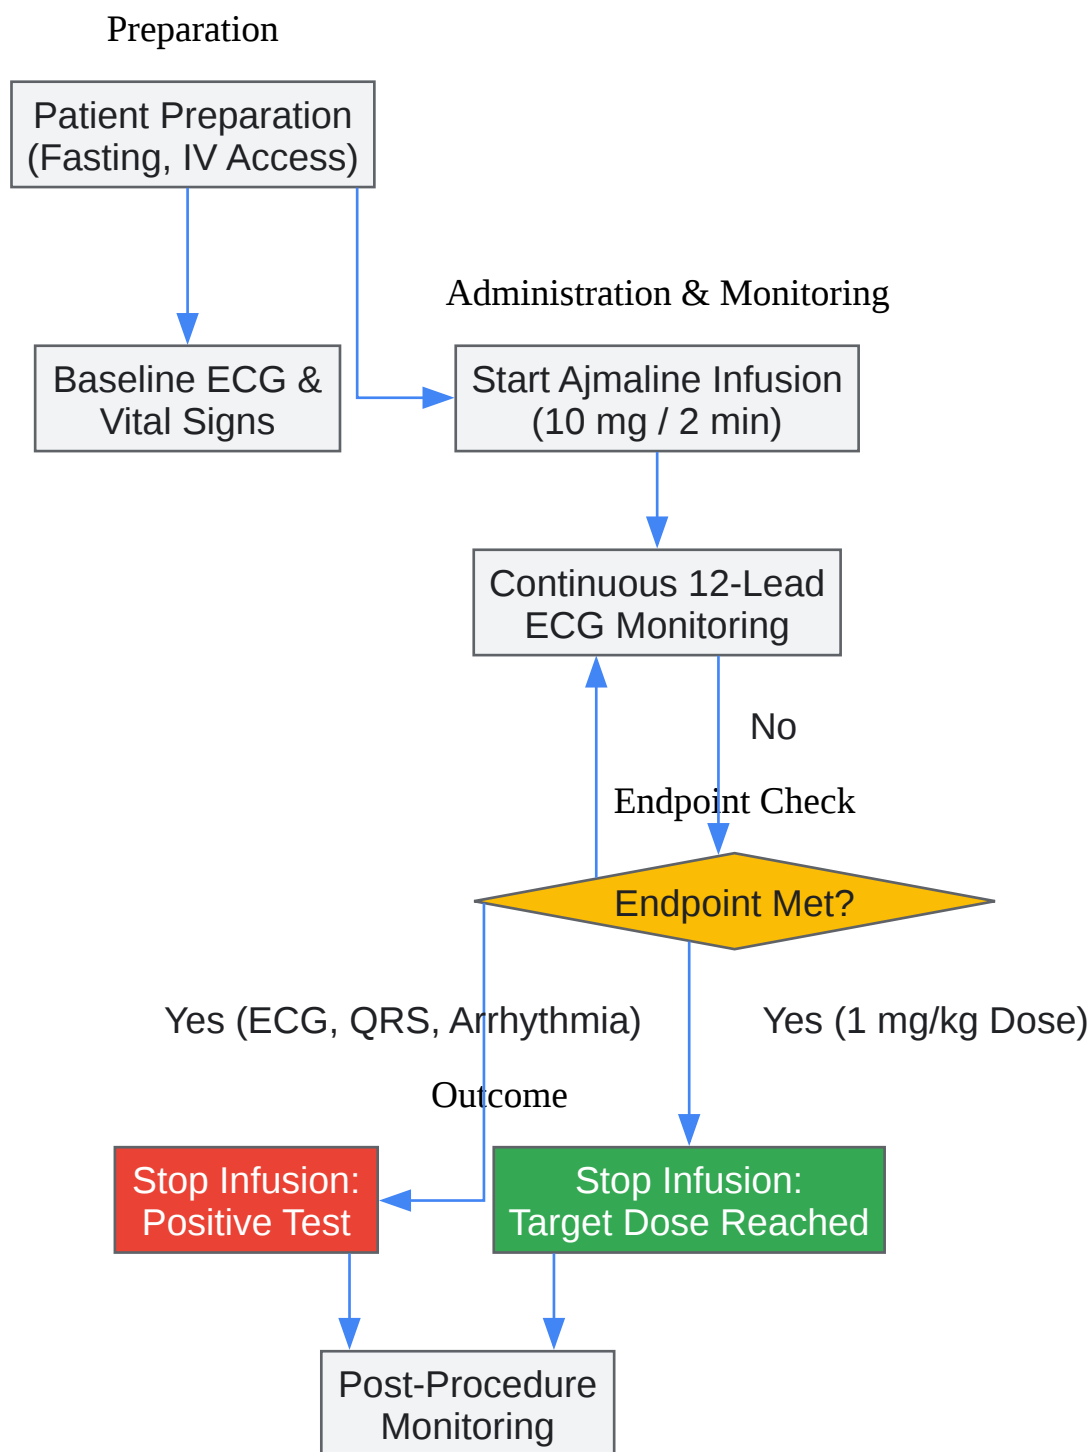 Preparation
Patient Preparation
(Fasting, IV Access)
Administration & Monitoring
Baseline ECG &
Vital Signs
Start Ajmaline Infusion
(10 mg / 2 min)
Continuous 12-Lead
ECG Monitoring
No
Endpoint Check
Endpoint Met?
Yes (ECG, QRS, Arrhythmia)
Yes (1 mg/kg Dose)
Outcome
Stop Infusion:
Positive Test
Stop Infusion:
Target Dose Reached
Post-Procedure
Monitoring